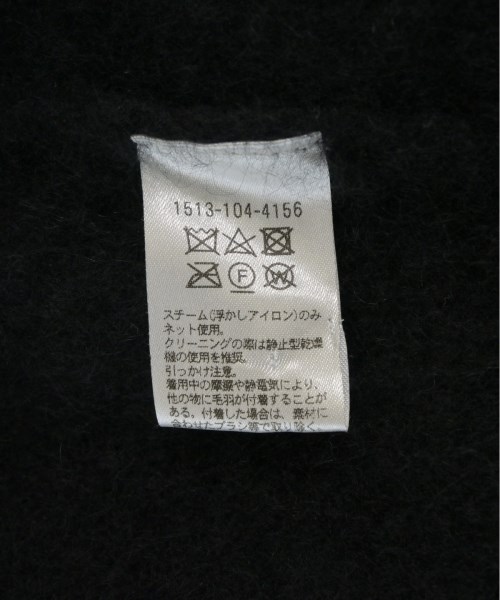 1513-104-4156
F W
スチーム(浮かしアイロン)のみ
ネット使用。
クリーニングの際は静止型乾燥
機の使用を推奨。
引っかけ注意。
着用中の摩擦や静電気により、
他の物に毛羽が付着することが
ある。付着した場合は、素材に
合わせたブラシ等で取り除く。